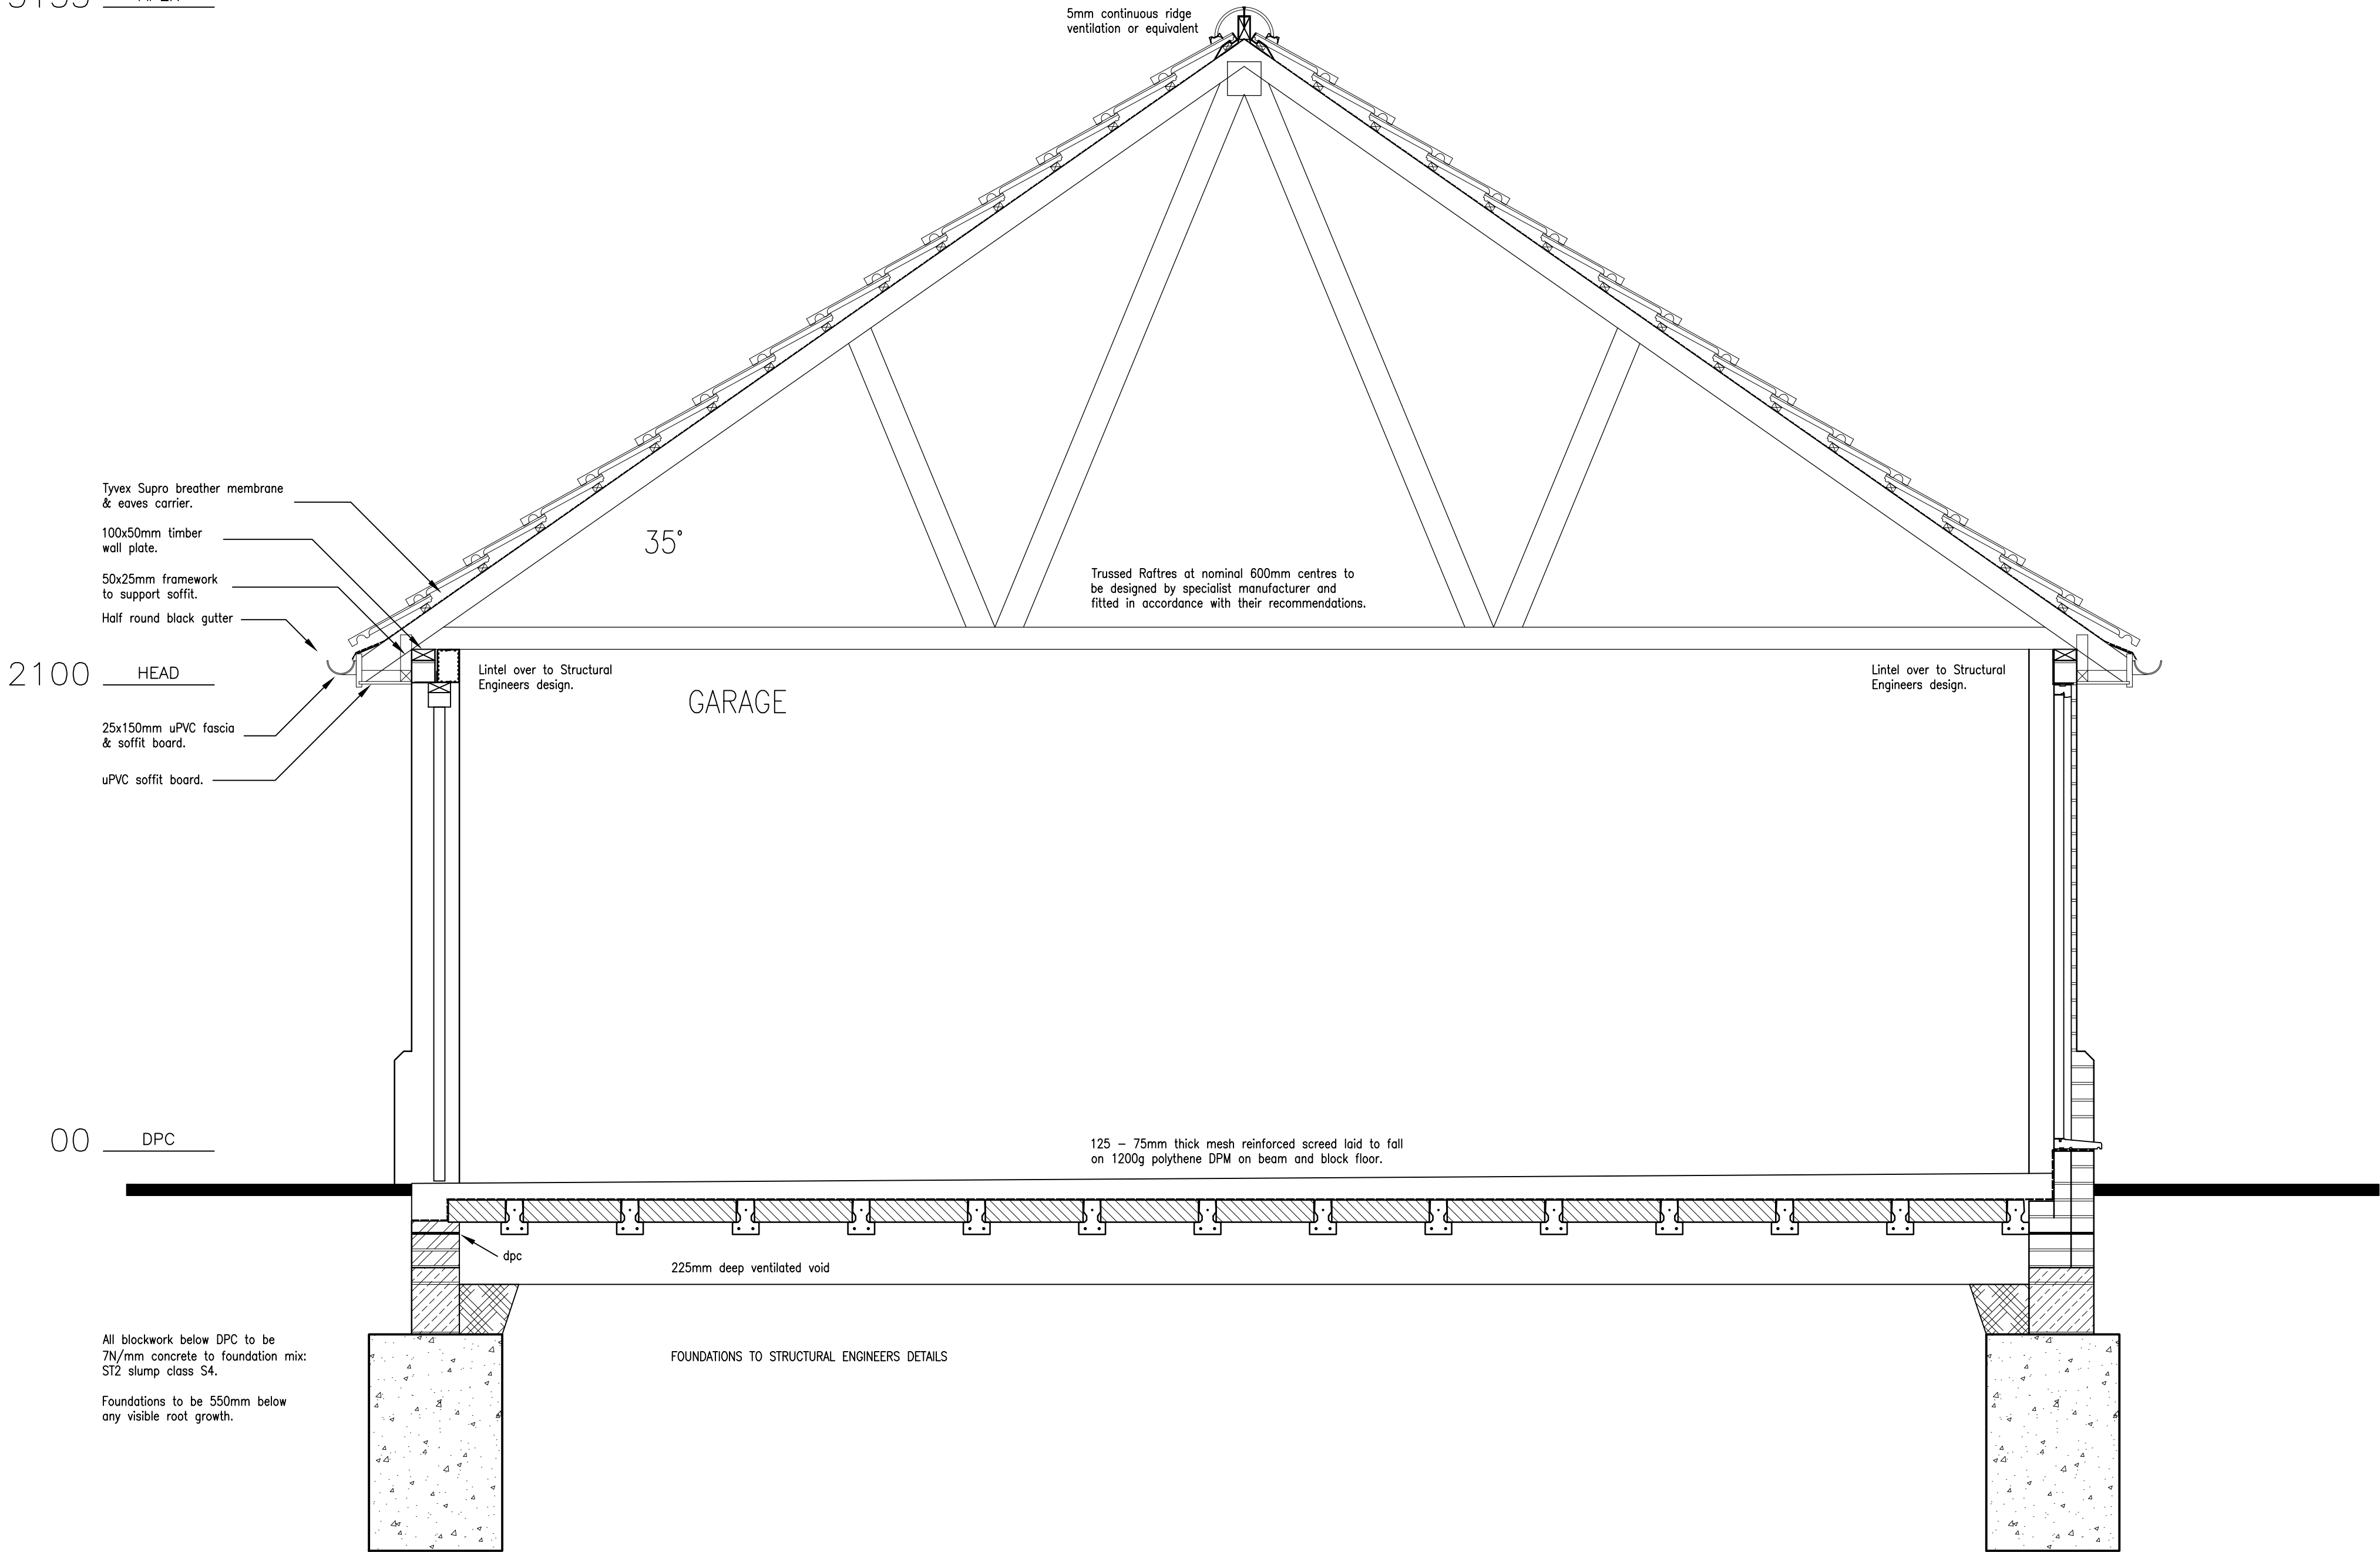 5mm continuous ridge
ventilation or equivalent
Tyvex Supro breather membrane
& eaves carrier.
100x50mm timber
wall plate.
50x25mm framework
to support soffit.
Half round black gutter
2100 HEAD
25x150mm uPVC fascia
& soffit board.
uPVC soffit board.
35°
Trussed Raftres at nominal 600mm centres to
be designed by specialist manufacturer and
fitted in accordance with their recommendations.
Lintel over to Structural
Engineers design.
GARAGE
Lintel over to Structural
Engineers design.
00 DPC
125 – 75mm thick mesh reinforced screed laid to fall
on 1200g polythene DPM on beam and block floor.
dpc
225mm deep ventilated void
All blockwork below DPC to be
7N/mm concrete to foundation mix:
ST2 slump class S4.
Foundations to be 550mm below
any visible root growth.
FOUNDATIONS TO STRUCTURAL ENGINEERS DETAILS